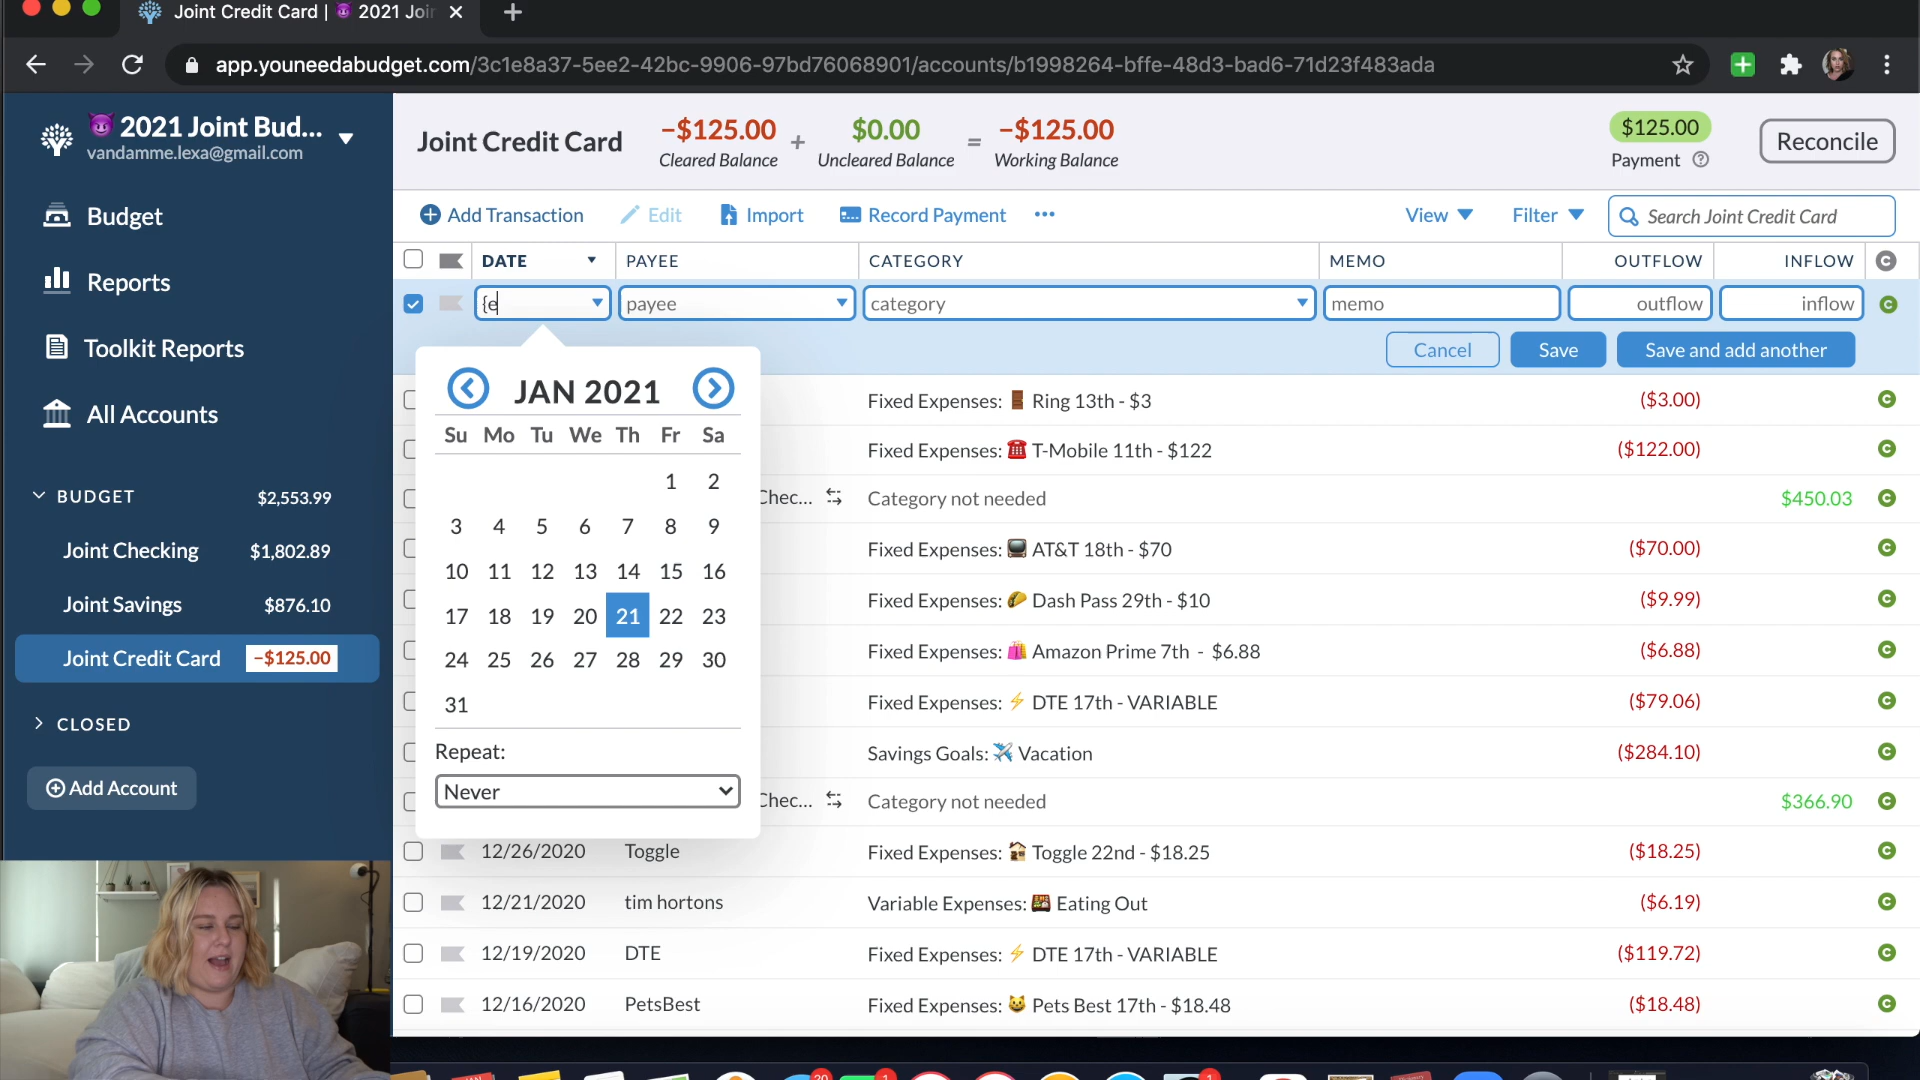 Joint Credit Card | 😈 2021 Joi
app.youneedabudget.com/3c1e8a37-5ee2-42bc-9906-97bd76068901/accounts/b1998264-bffe-48d3-bad6-71d23f483ada
😈 2021 Joint Bud...
vandamme.lexa@gmail.com
Budget
Reports
Toolkit Reports
All Accounts
BUDGET $2,553.99
Joint Checking $1,802.89
Joint Savings $876.10
Joint Credit Card -$125.00
CLOSED
Add Account
Joint Credit Card
-$125.00 + $0.00 = -$125.00
Cleared Balance Uncleared Balance Working Balance
$125.00
Payment ?
Reconcile
Add Transaction Edit Import Record Payment ••• View Filter Search Joint Credit Card
DATE PAYEE CATEGORY MEMO OUTFLOW INFLOW C
{e payee category memo outflow inflow C
Cancel Save Save and add another
JAN 2021
Su Mo Tu We Th Fr Sa
1 2
3 4 5 6 7 8 9
10 11 12 13 14 15 16
17 18 19 20 21 22 23
24 25 26 27 28 29 30
31
Repeat:
Never
Fixed Expenses: 🚪 Ring 13th - $3 ($3.00) C
Fixed Expenses: ☎️ T-Mobile 11th - $122 ($122.00) C
Chec... Category not needed $450.03 C
Fixed Expenses: 📺 AT&T 18th - $70 ($70.00) C
Fixed Expenses: 🌮 Dash Pass 29th - $10 ($9.99) C
Fixed Expenses: 🛍️ Amazon Prime 7th - $6.88 ($6.88) C
Fixed Expenses: ⚡ DTE 17th - VARIABLE ($79.06) C
Savings Goals: ✈️ Vacation ($284.10) C
Chec... Category not needed $366.90 C
12/26/2020 Toggle Fixed Expenses: 🏠 Toggle 22nd - $18.25 ($18.25) C
12/21/2020 tim hortons Variable Expenses: 🍱 Eating Out ($6.19) C
12/19/2020 DTE Fixed Expenses: ⚡ DTE 17th - VARIABLE ($119.72) C
12/16/2020 PetsBest Fixed Expenses: 😺 Pets Best 17th - $18.48 ($18.48) C